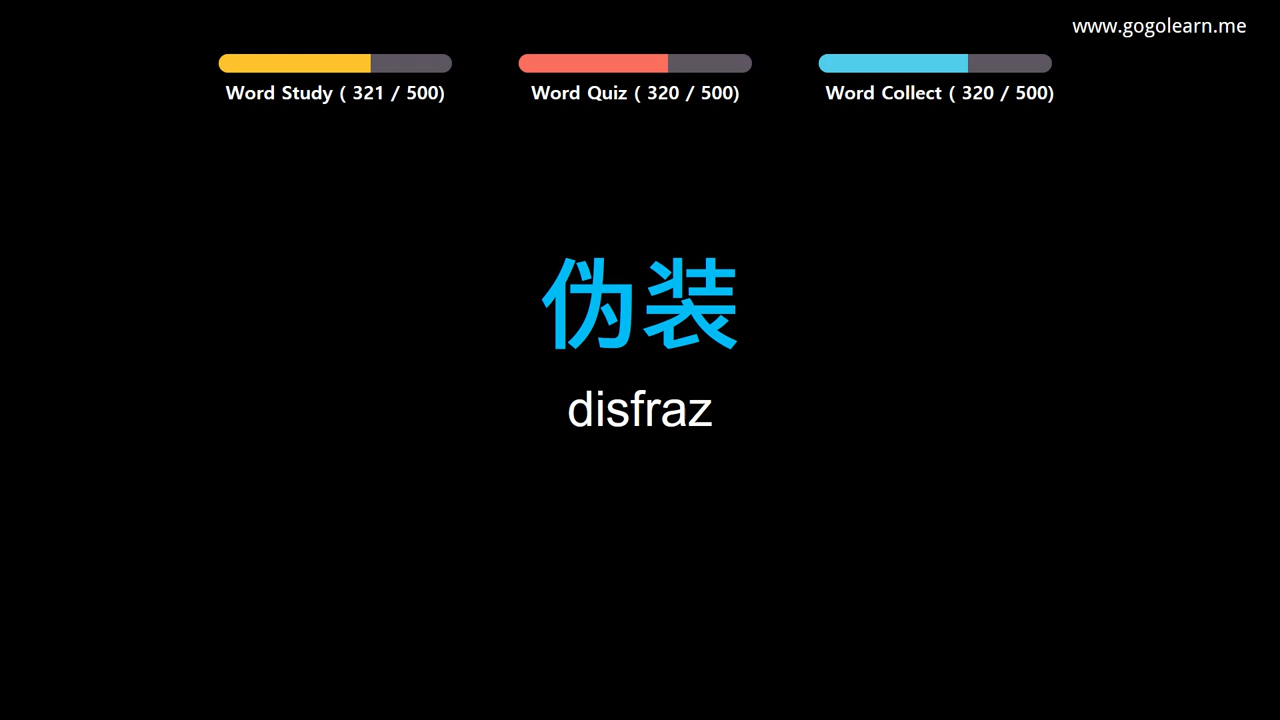 www.gogolearn.me
Word Study ( 321 / 500)
Word Quiz ( 320 / 500)
Word Collect ( 320 / 500)
伪装
disfraz